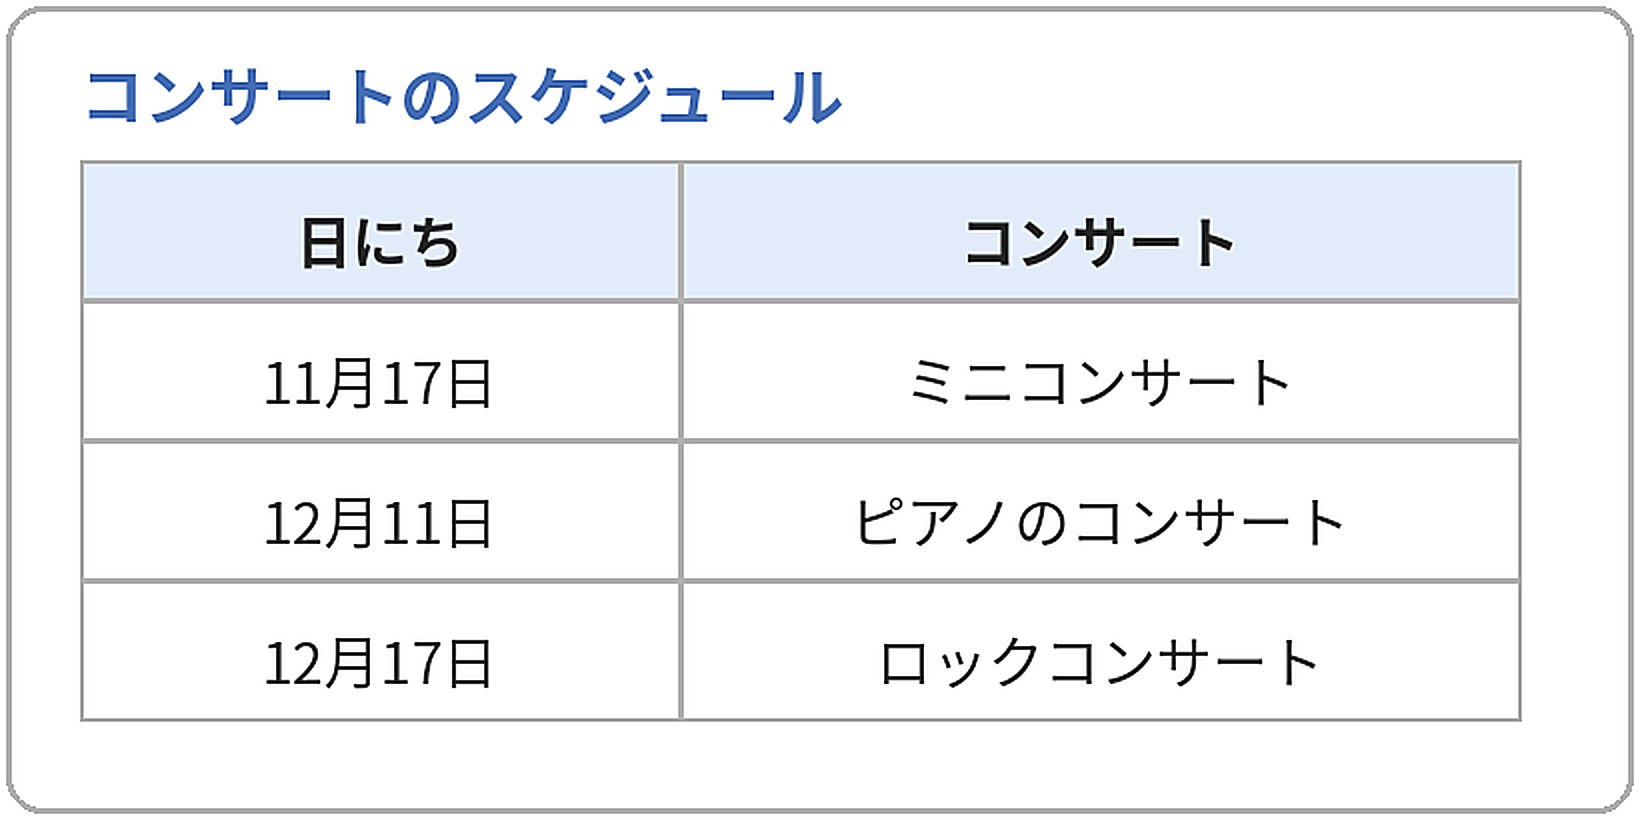 コンサートのスケジュール
日にち コンサート
11月17日 ミニコンサート
12月11日 ピアノのコンサート
12月17日 ロックコンサート